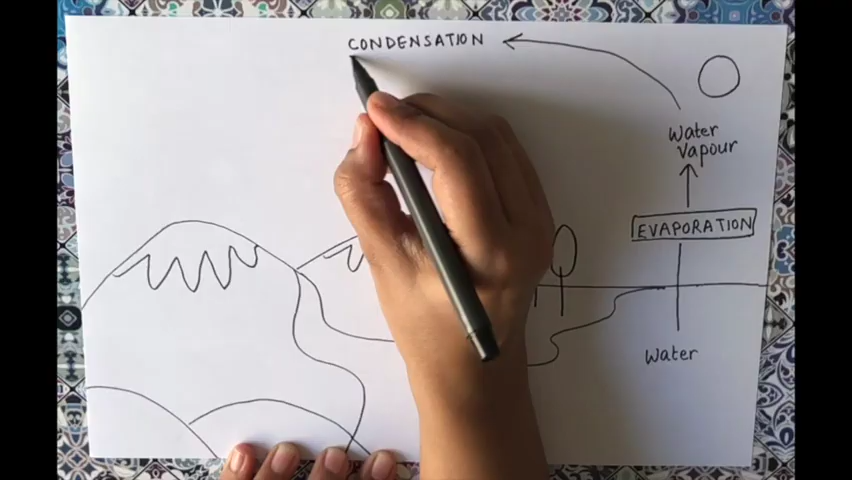 CONDENSATION
Water
Vapour
EVAPORATION
Water